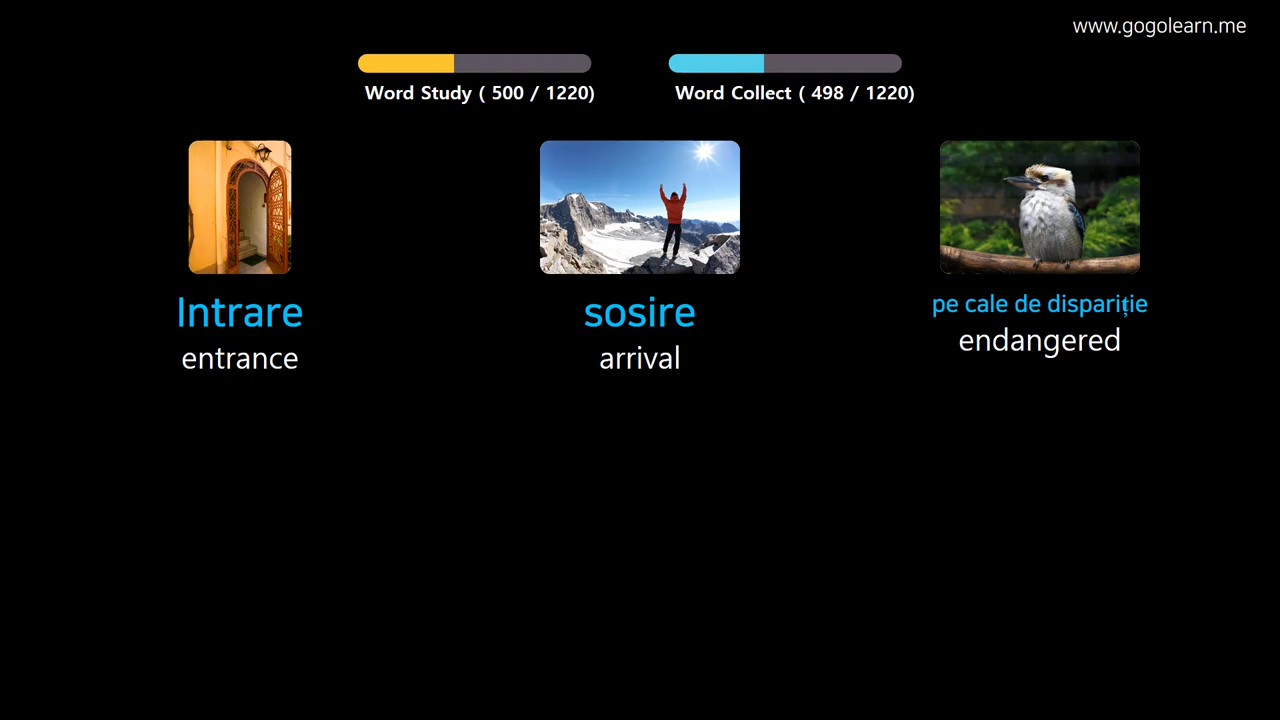 www.gogolearn.me
Word Study ( 500 / 1220)
Word Collect ( 498 / 1220)
Intrare
entrance
sosire
arrival
pe cale de dispariție
endangered